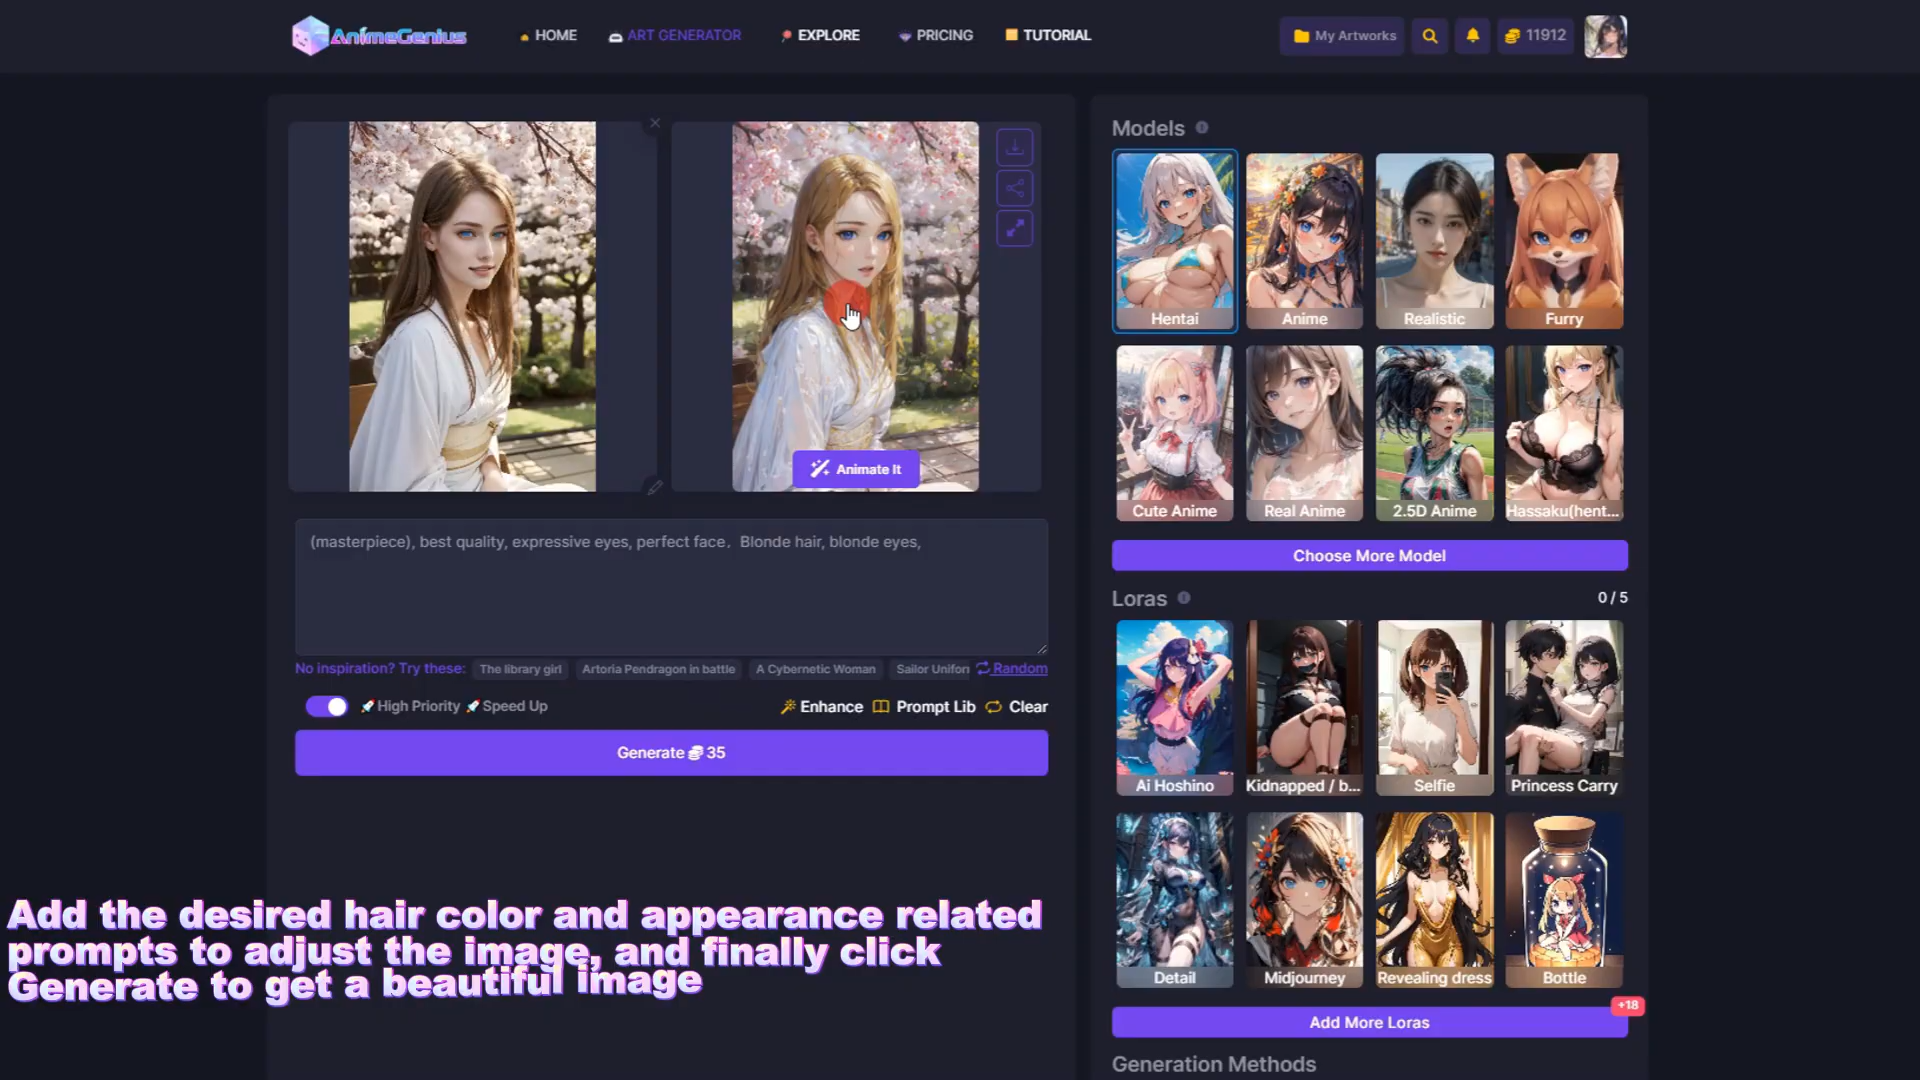 AnimeGenius
HOME
ART GENERATOR
EXPLORE
PRICING
TUTORIAL
My Artworks
11912
Animate It
(masterpiece), best quality, expressive eyes, perfect face,  Blonde hair, blonde eyes,
No inspiration? Try these: The library girl Artoria Pendragon in battle A Cybernetic Woman Sailor Unifor Random
High Priority Speed Up
Enhance Prompt Lib Clear
Generate 35
Models
Hentai Anime Realistic Furry
Cute Anime Real Anime 2.5D Anime Hassaku(hent...
Choose More Model
Loras 0 / 5
Ai Hoshino Kidnapped / b... Selfie Princess Carry
Detail Midjourney Revealing dress Bottle
+18
Add More Loras
Generation Methods
Add the desired hair color and appearance related
prompts to adjust the image, and finally click
Generate to get a beautiful image